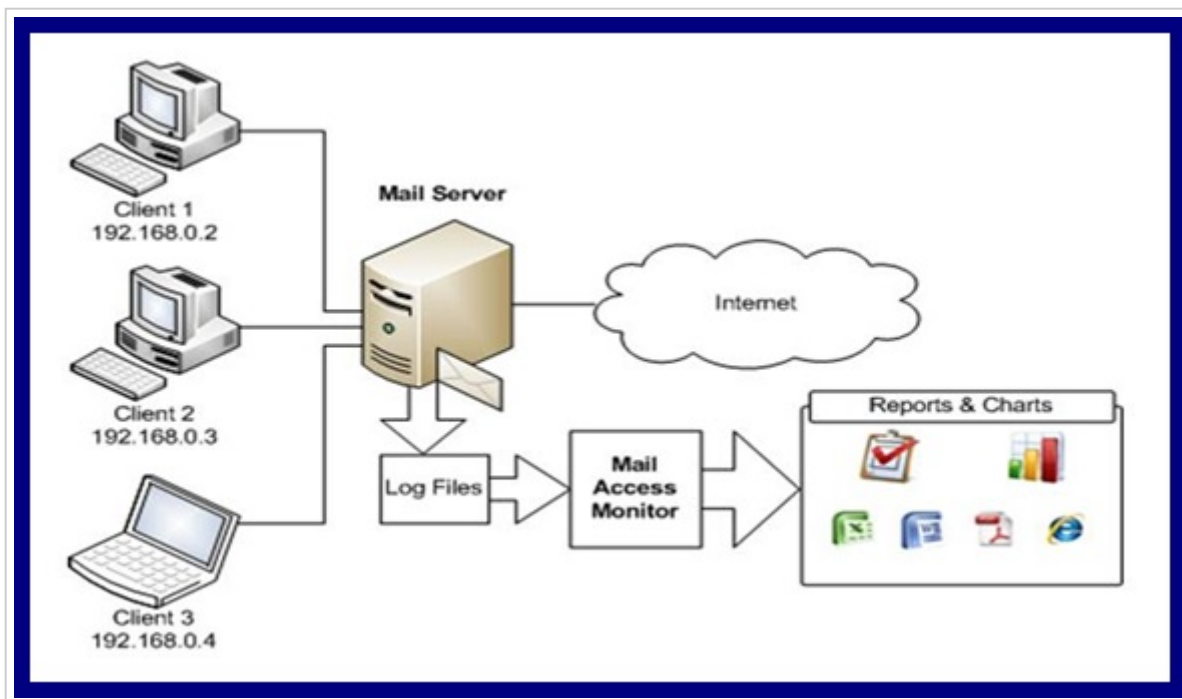 Client 1
192.168.0.2
Mail Server
Internet
Client 2
192.168.0.3
Reports & Charts
Log Files
Mail
Access
Monitor
Client 3
192.168.0.4